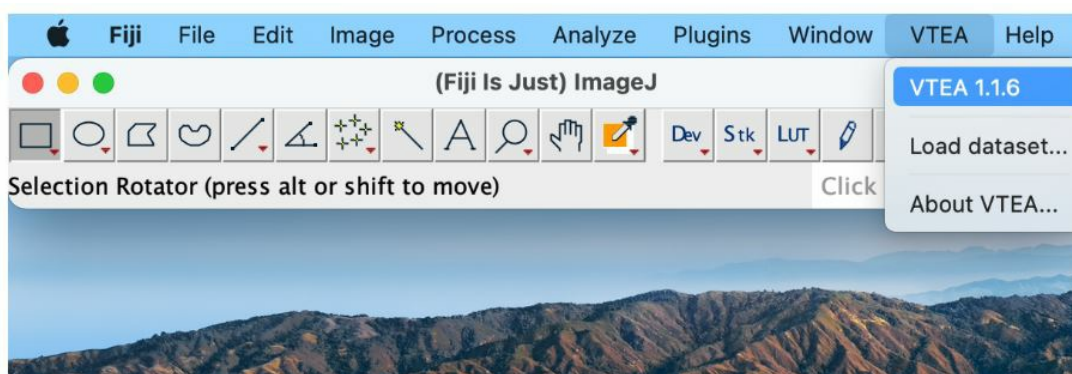 Fiji File Edit Image Process Analyze Plugins Window VTEA Help
(Fiji Is Just) ImageJ
VTEA 1.1.6
A Dev Stk LUT
Load dataset...
Selection Rotator (press alt or shift to move) Click
About VTEA...